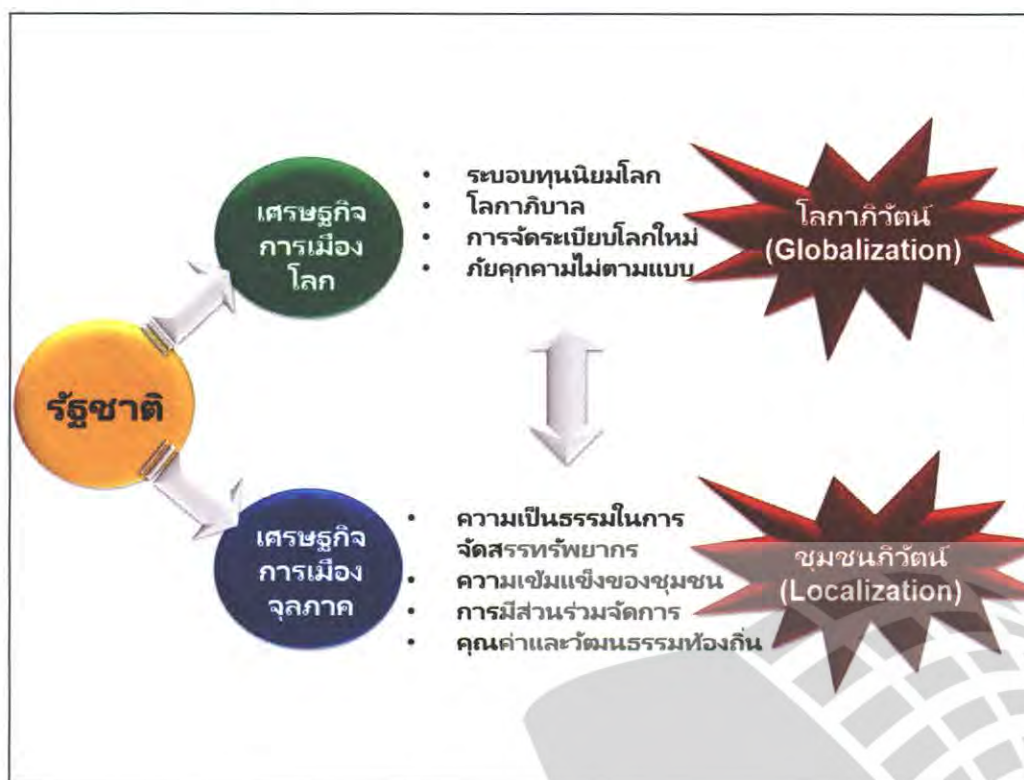 เศรษฐกิจ
การเมือง
โลก
• ระบอบทุนนิยมโลก
• โลกาภิบาล
• การจัดระเบียบโลกใหม่
• ภัยคุกคามไม่ตามแบบ
โลกาภิวัตน์
(Globalization)
รัฐชาติ
เศรษฐกิจ
การเมือง
จุลภาค
• ความเป็นธรรมในการ
จัดสรรทรัพยากร
• ความเข้มแข็งของชุมชน
• การมีส่วนร่วมจัดการ
• คุณค่าและวัฒนธรรมท้องถิ่น
ชุมชนภิวัตน์
(Localization)